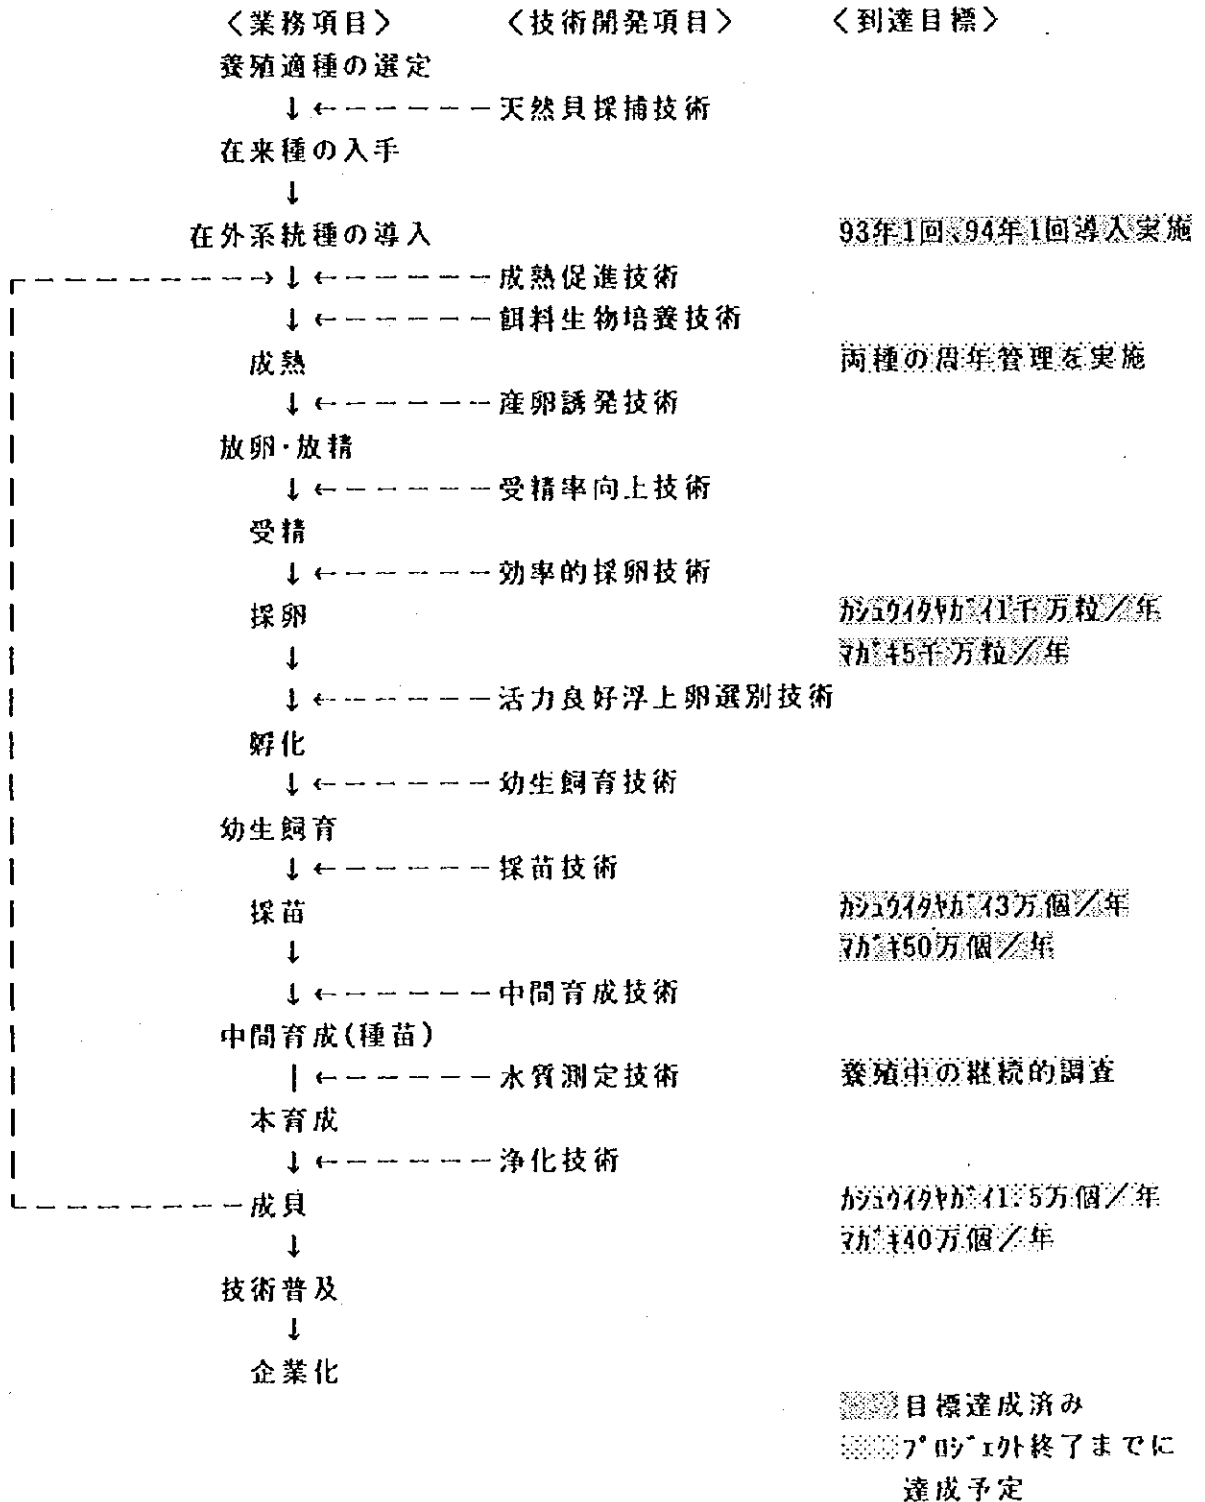 〈業務項目〉 〈技術開発項目〉 〈到達目標〉
養殖適種の選定
↓←------天然貝採捕技術
在来種の入手
↓
在外系統種の導入 93年1回、94年1回導入実施
→↓←------成熟促進技術
↓←------餌料生物培養技術
成熟 両種の周年管理を実施
↓←------産卵誘発技術
放卵・放精
↓←------受精率向上技術
受精
↓←------効率的採卵技術
採卵 ｶｼｭｳｲﾀﾔｶﾞｲ1千万粒／年
↓ ﾏｶﾞｷ5千万粒／年
↓←------活力良好浮上卵選別技術
孵化
↓←------幼生飼育技術
幼生飼育
↓←------採苗技術
採苗 ｶｼｭｳｲﾀﾔｶﾞｲ3万個／年
↓ ﾏｶﾞｷ50万個／年
↓←------中間育成技術
中間育成(種苗)
|←------水質測定技術 養殖中の継続的調査
本育成
↓←------浄化技術
成貝 ｶｼｭｳｲﾀﾔｶﾞｲ1.5万個／年
↓ ﾏｶﾞｷ40万個／年
技術普及
↓
企業化
目標達成済み
ﾌﾟﾛｼﾞｪｸﾄ終了までに
達成予定